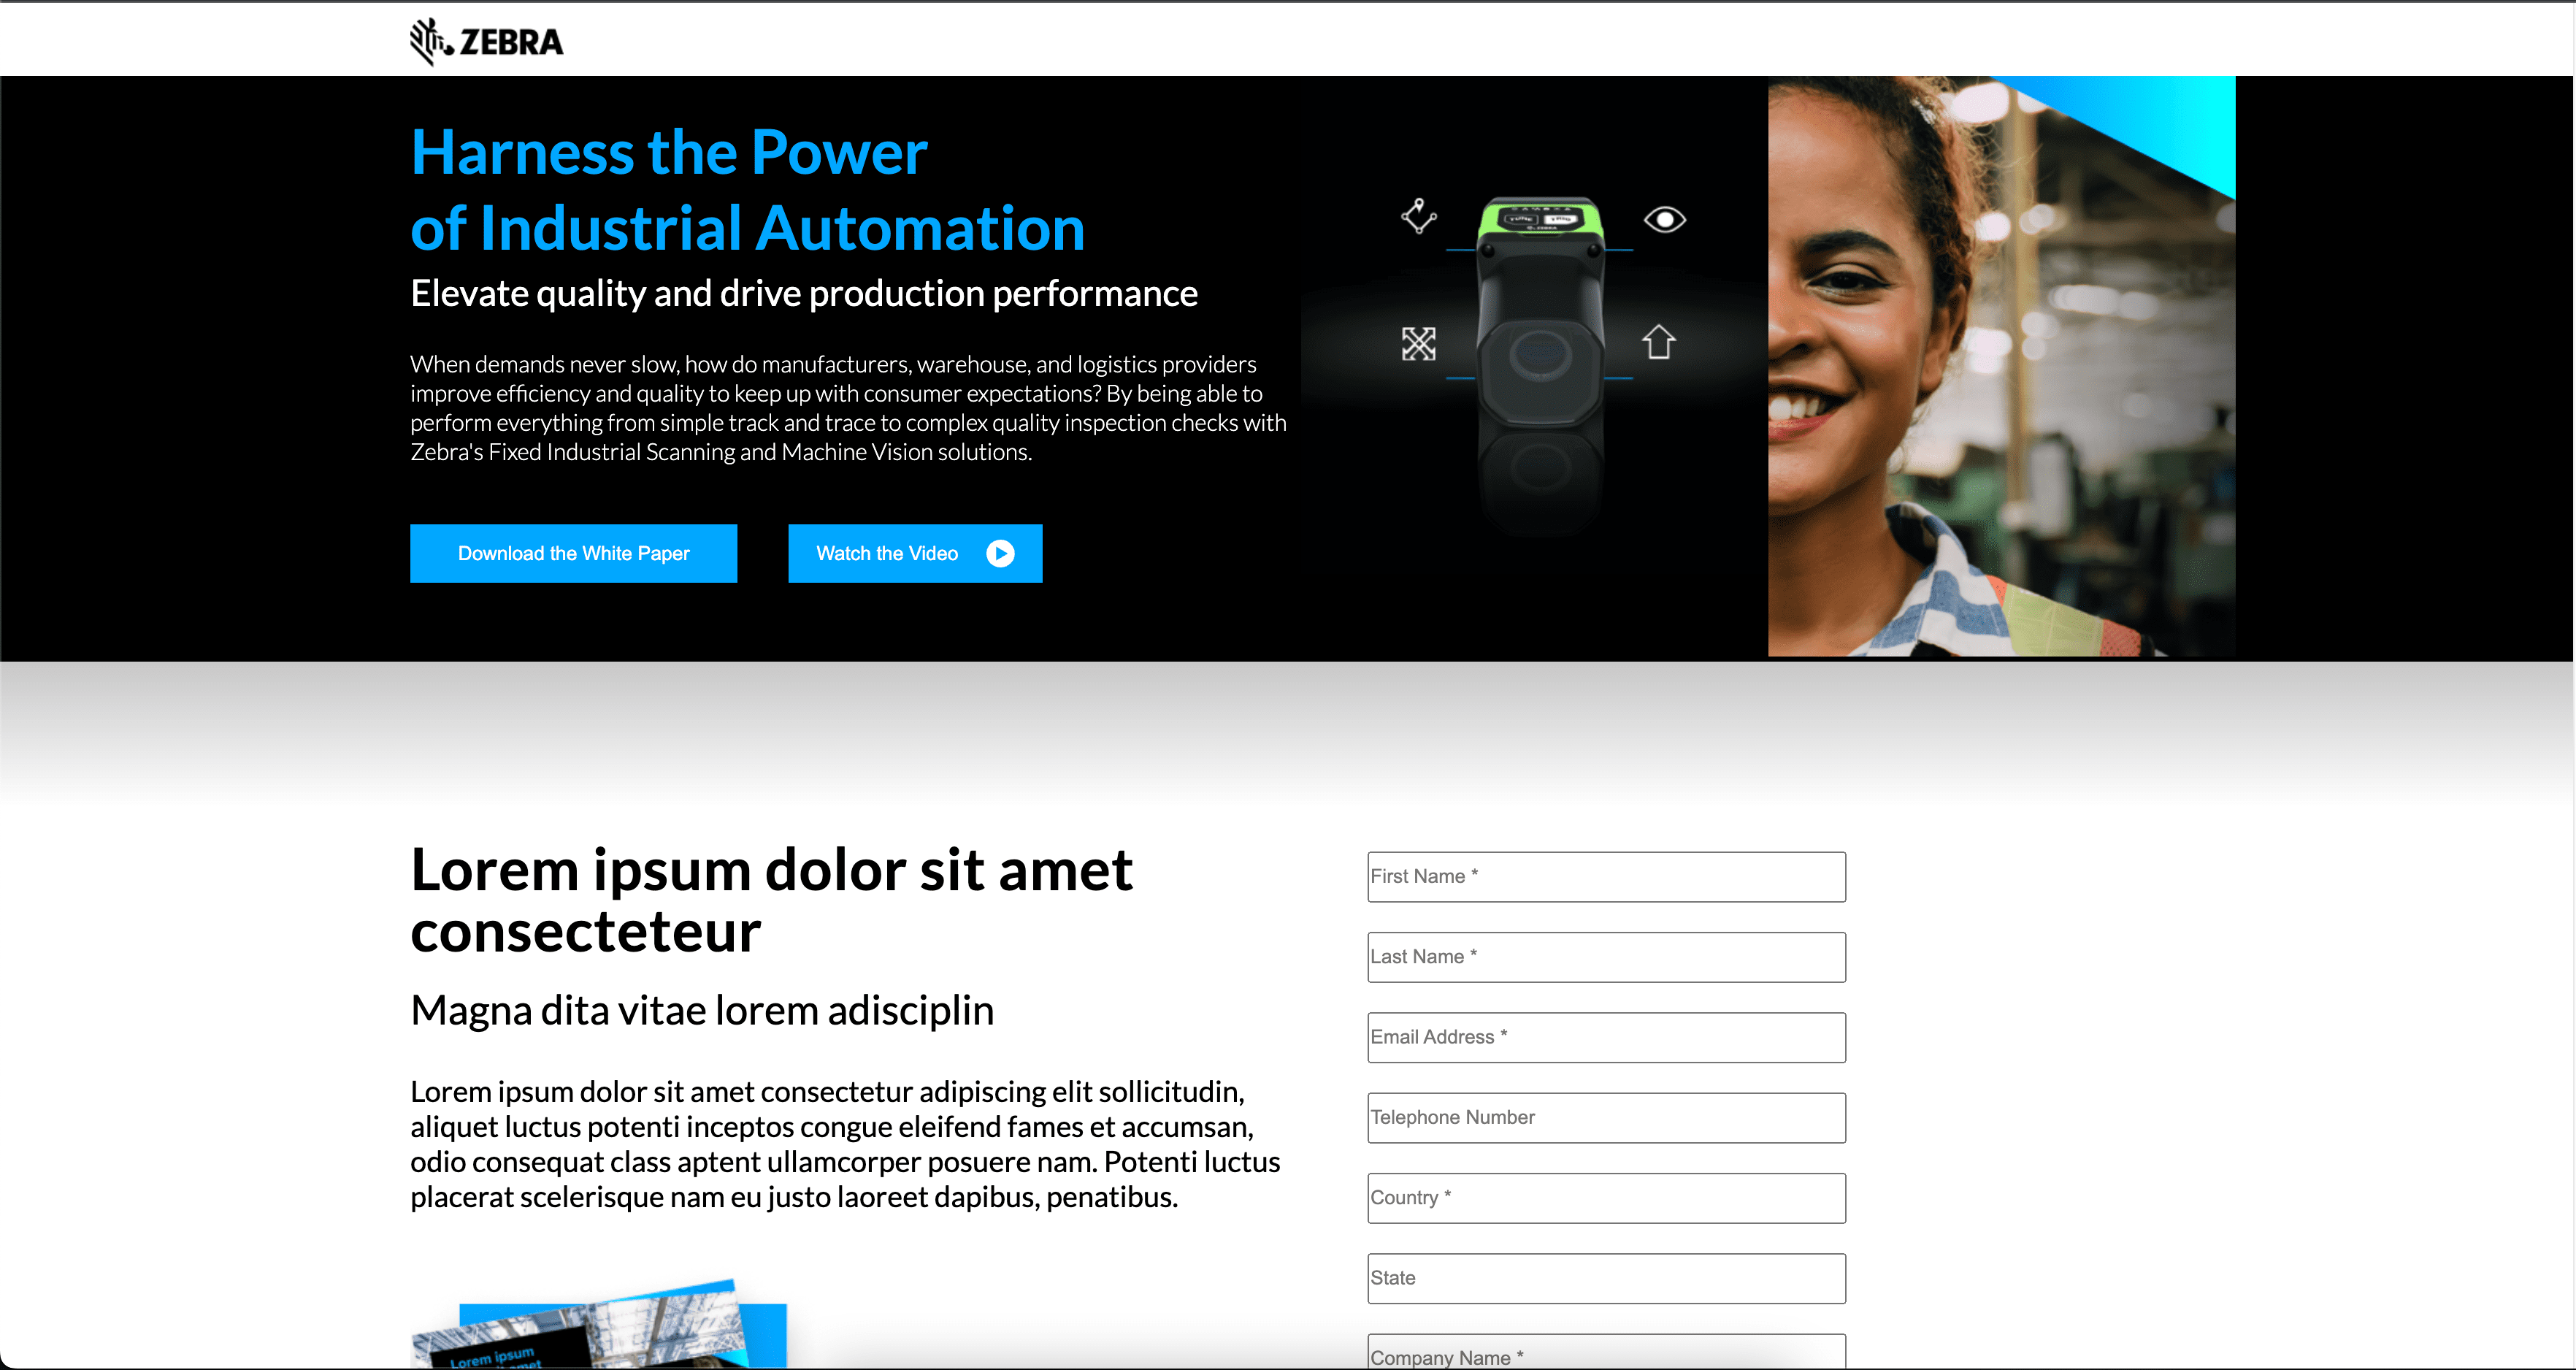 ZEBRA
Harness the Power
of Industrial Automation
Elevate quality and drive production performance
When demands never slow, how do manufacturers, warehouse, and logistics providers
improve efficiency and quality to keep up with consumer expectations? By being able to
perform everything from simple track and trace to complex quality inspection checks with
Zebra's Fixed Industrial Scanning and Machine Vision solutions.
Download the White Paper
Watch the Video
Lorem ipsum dolor sit amet
consecteteur
Magna dita vitae lorem adisciplin
Lorem ipsum dolor sit amet consectetur adipiscing elit sollicitudin,
aliquet luctus potenti inceptos congue eleifend fames et accumsan,
odio consequat class aptent ullamcorper posuere nam. Potenti luctus
placerat scelerisque nam eu justo laoreet dapibus, penatibus.
Lorem ipsum
First Name *
Last Name *
Email Address *
Telephone Number
Country *
State
Company Name *